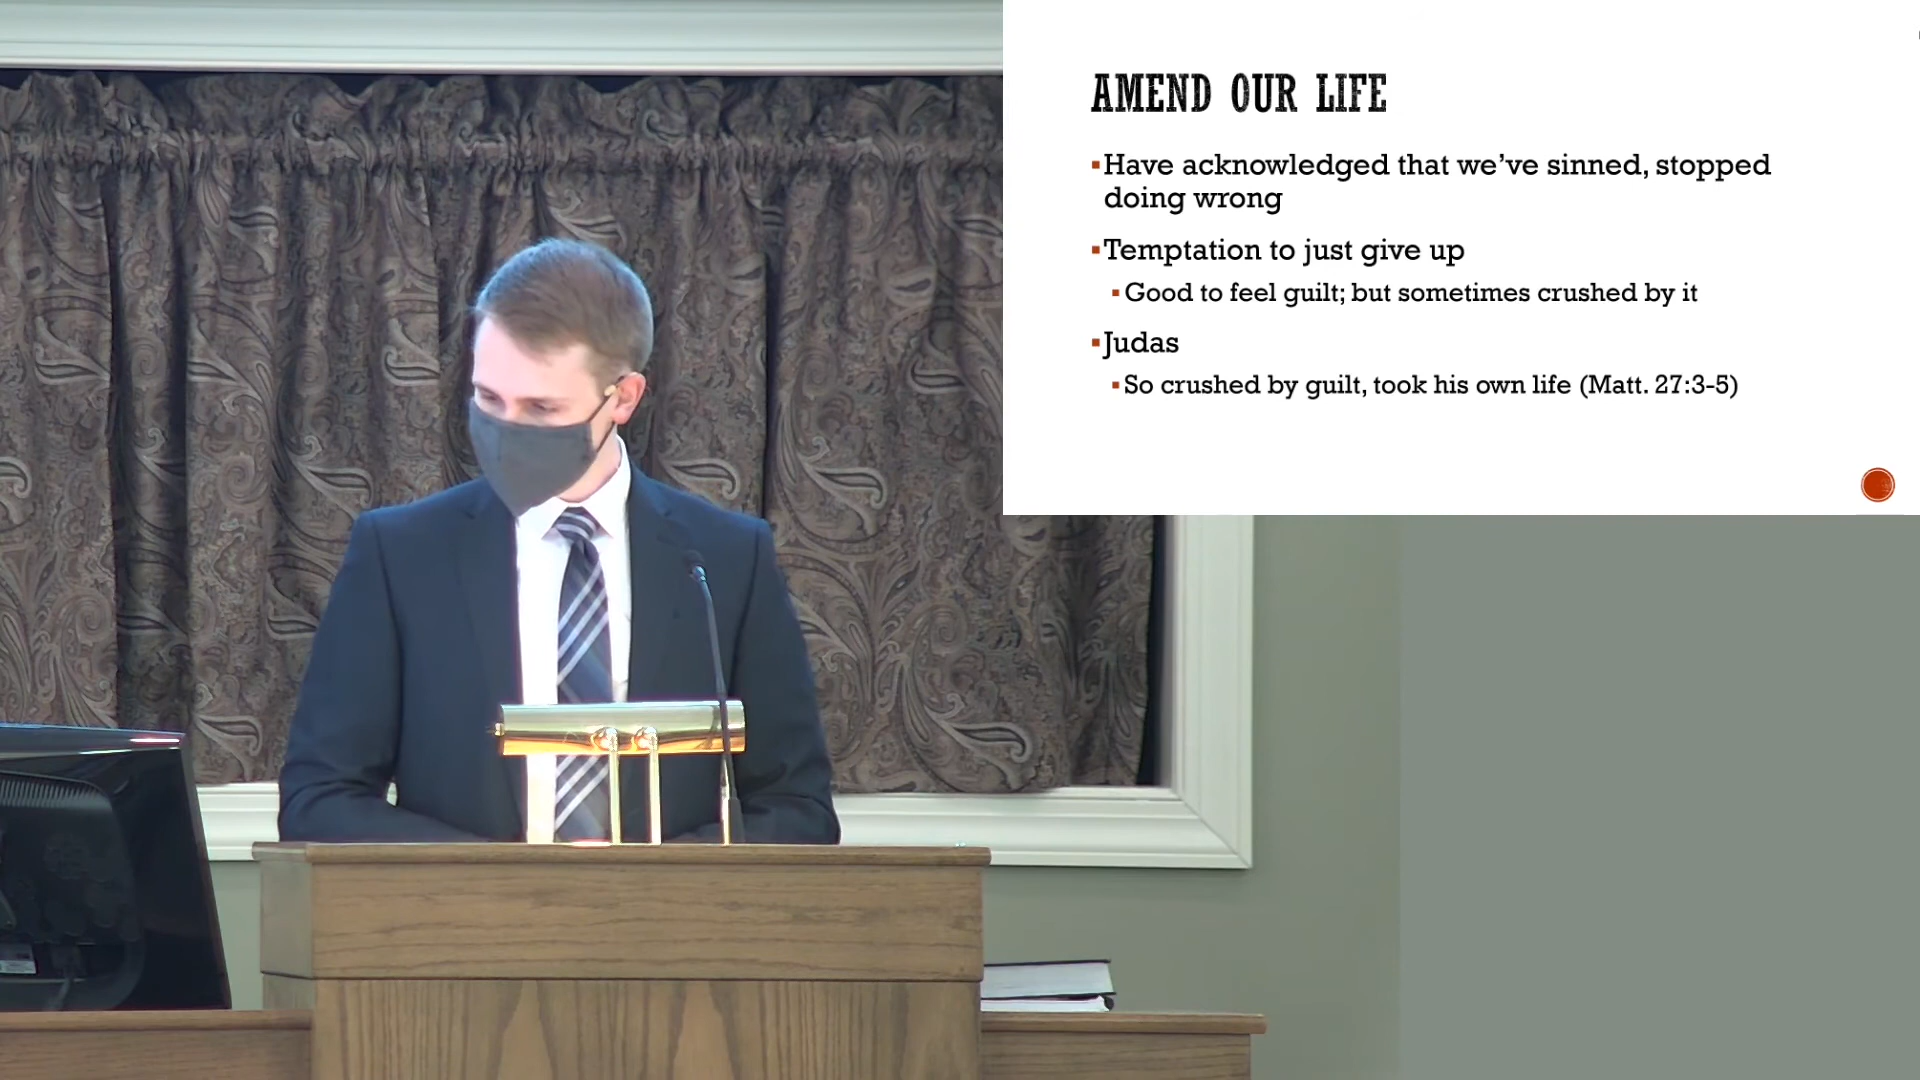 AMEND OUR LIFE
Have acknowledged that we've sinned, stopped
doing wrong
Temptation to just give up
Good to feel guilt; but sometimes crushed by it
Judas
So crushed by guilt, took his own life (Matt. 27:3-5)